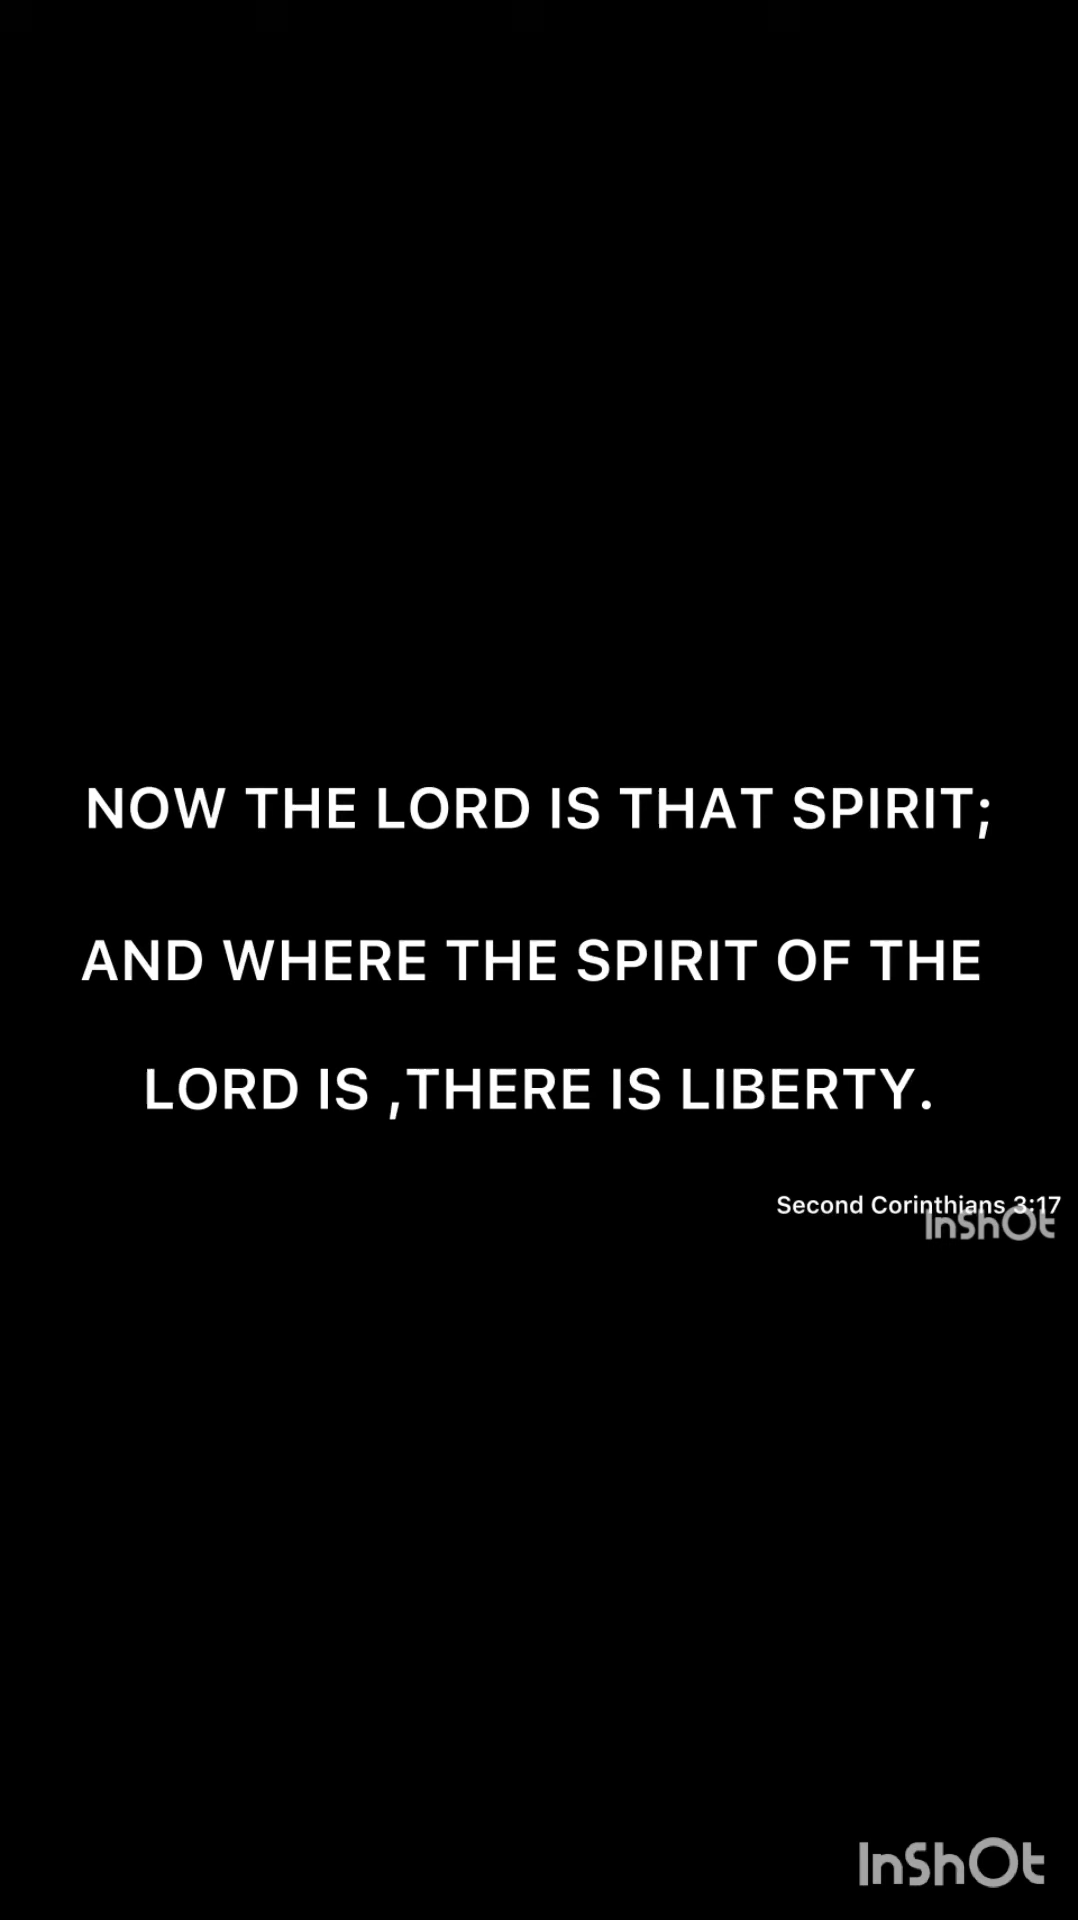 NOW THE LORD IS THAT SPIRIT;
AND WHERE THE SPIRIT OF THE
LORD IS ,THERE IS LIBERTY.
Second Corinthians 3:17
InShOt
InShOt